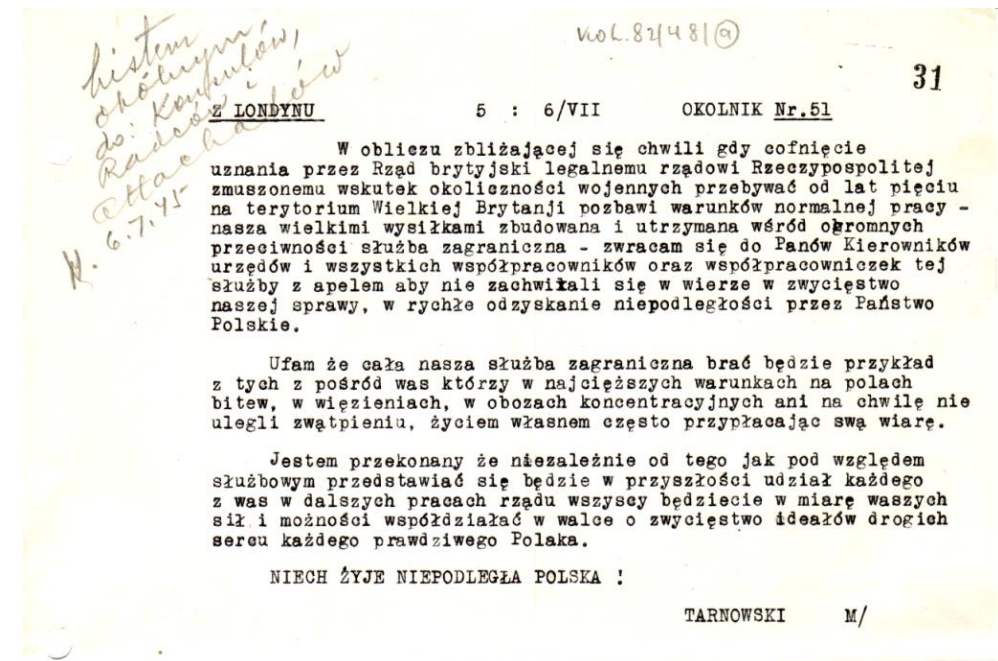 KOL. 82/48/a
31
listem
okólnym
do: Konsulów,
Radców i
attachatów
6.7.45
Z LONDYNU 5 : 6/VII OKOLNIK Nr.51
W obliczu zbliżającej się chwili gdy cofnięcie
uznania przez Rząd brytyjski legalnemu rządowi Rzeczypospolitej
zmuszonemu wskutek okoliczności wojennych przebywać od lat pięciu
na terytorium Wielkiej Brytanji pozbawi warunków normalnej pracy -
nasza wielkimi wysiłkami zbudowana i utrzymana wśród ogromnych
przeciwności służba zagraniczna - zwracam się do Panów Kierowników
urzędów i wszystkich współpracowników oraz współpracowniczek tej
służby z apelem aby nie zachwiali się w wierze w zwycięstwo
naszej sprawy, w rychłe odzyskanie niepodległości przez Państwo
Polskie.
Ufam że cała nasza służba zagraniczna brać będzie przykład
z tych z pośród was którzy w najcięższych warunkach na polach
bitew, w więzieniach, w obozach koncentracyjnych ani na chwilę nie
ulegli zwątpieniu, życiem własnem często przypłacając swą wiarę.
Jestem przekonany że niezależnie od tego jak pod względem
służbowym przedstawiać się będzie w przyszłości udział każdego
z was w dalszych pracach rządu wszyscy będziecie w miarę waszych
sił i możności współdziałać w walce o zwycięstwo ideałów drogich
sercu każdego prawdziwego Polaka.
NIECH ŻYJE NIEPODLEGŁA POLSKA !
TARNOWSKI M/